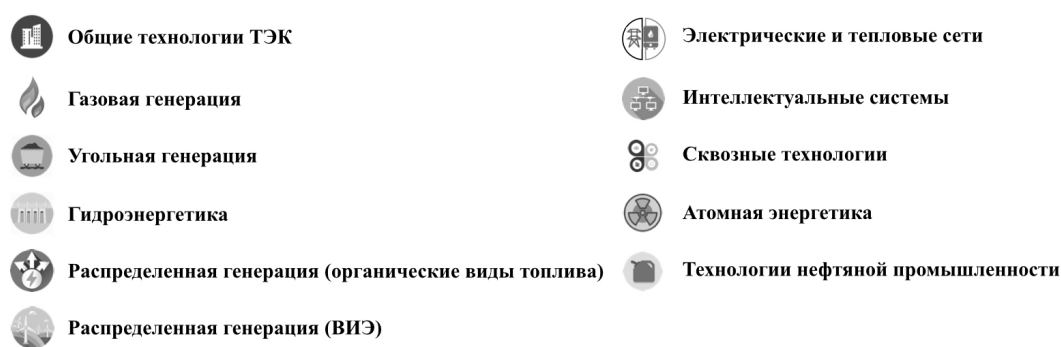 Общие технологии ТЭК
Газовая генерация
Угольная генерация
Гидроэнергетика
Распределенная генерация (органические виды топлива)
Распределенная генерация (ВИЭ)
Электрические и тепловые сети
Интеллектуальные системы
Сквозные технологии
Атомная энергетика
Технологии нефтяной промышленности